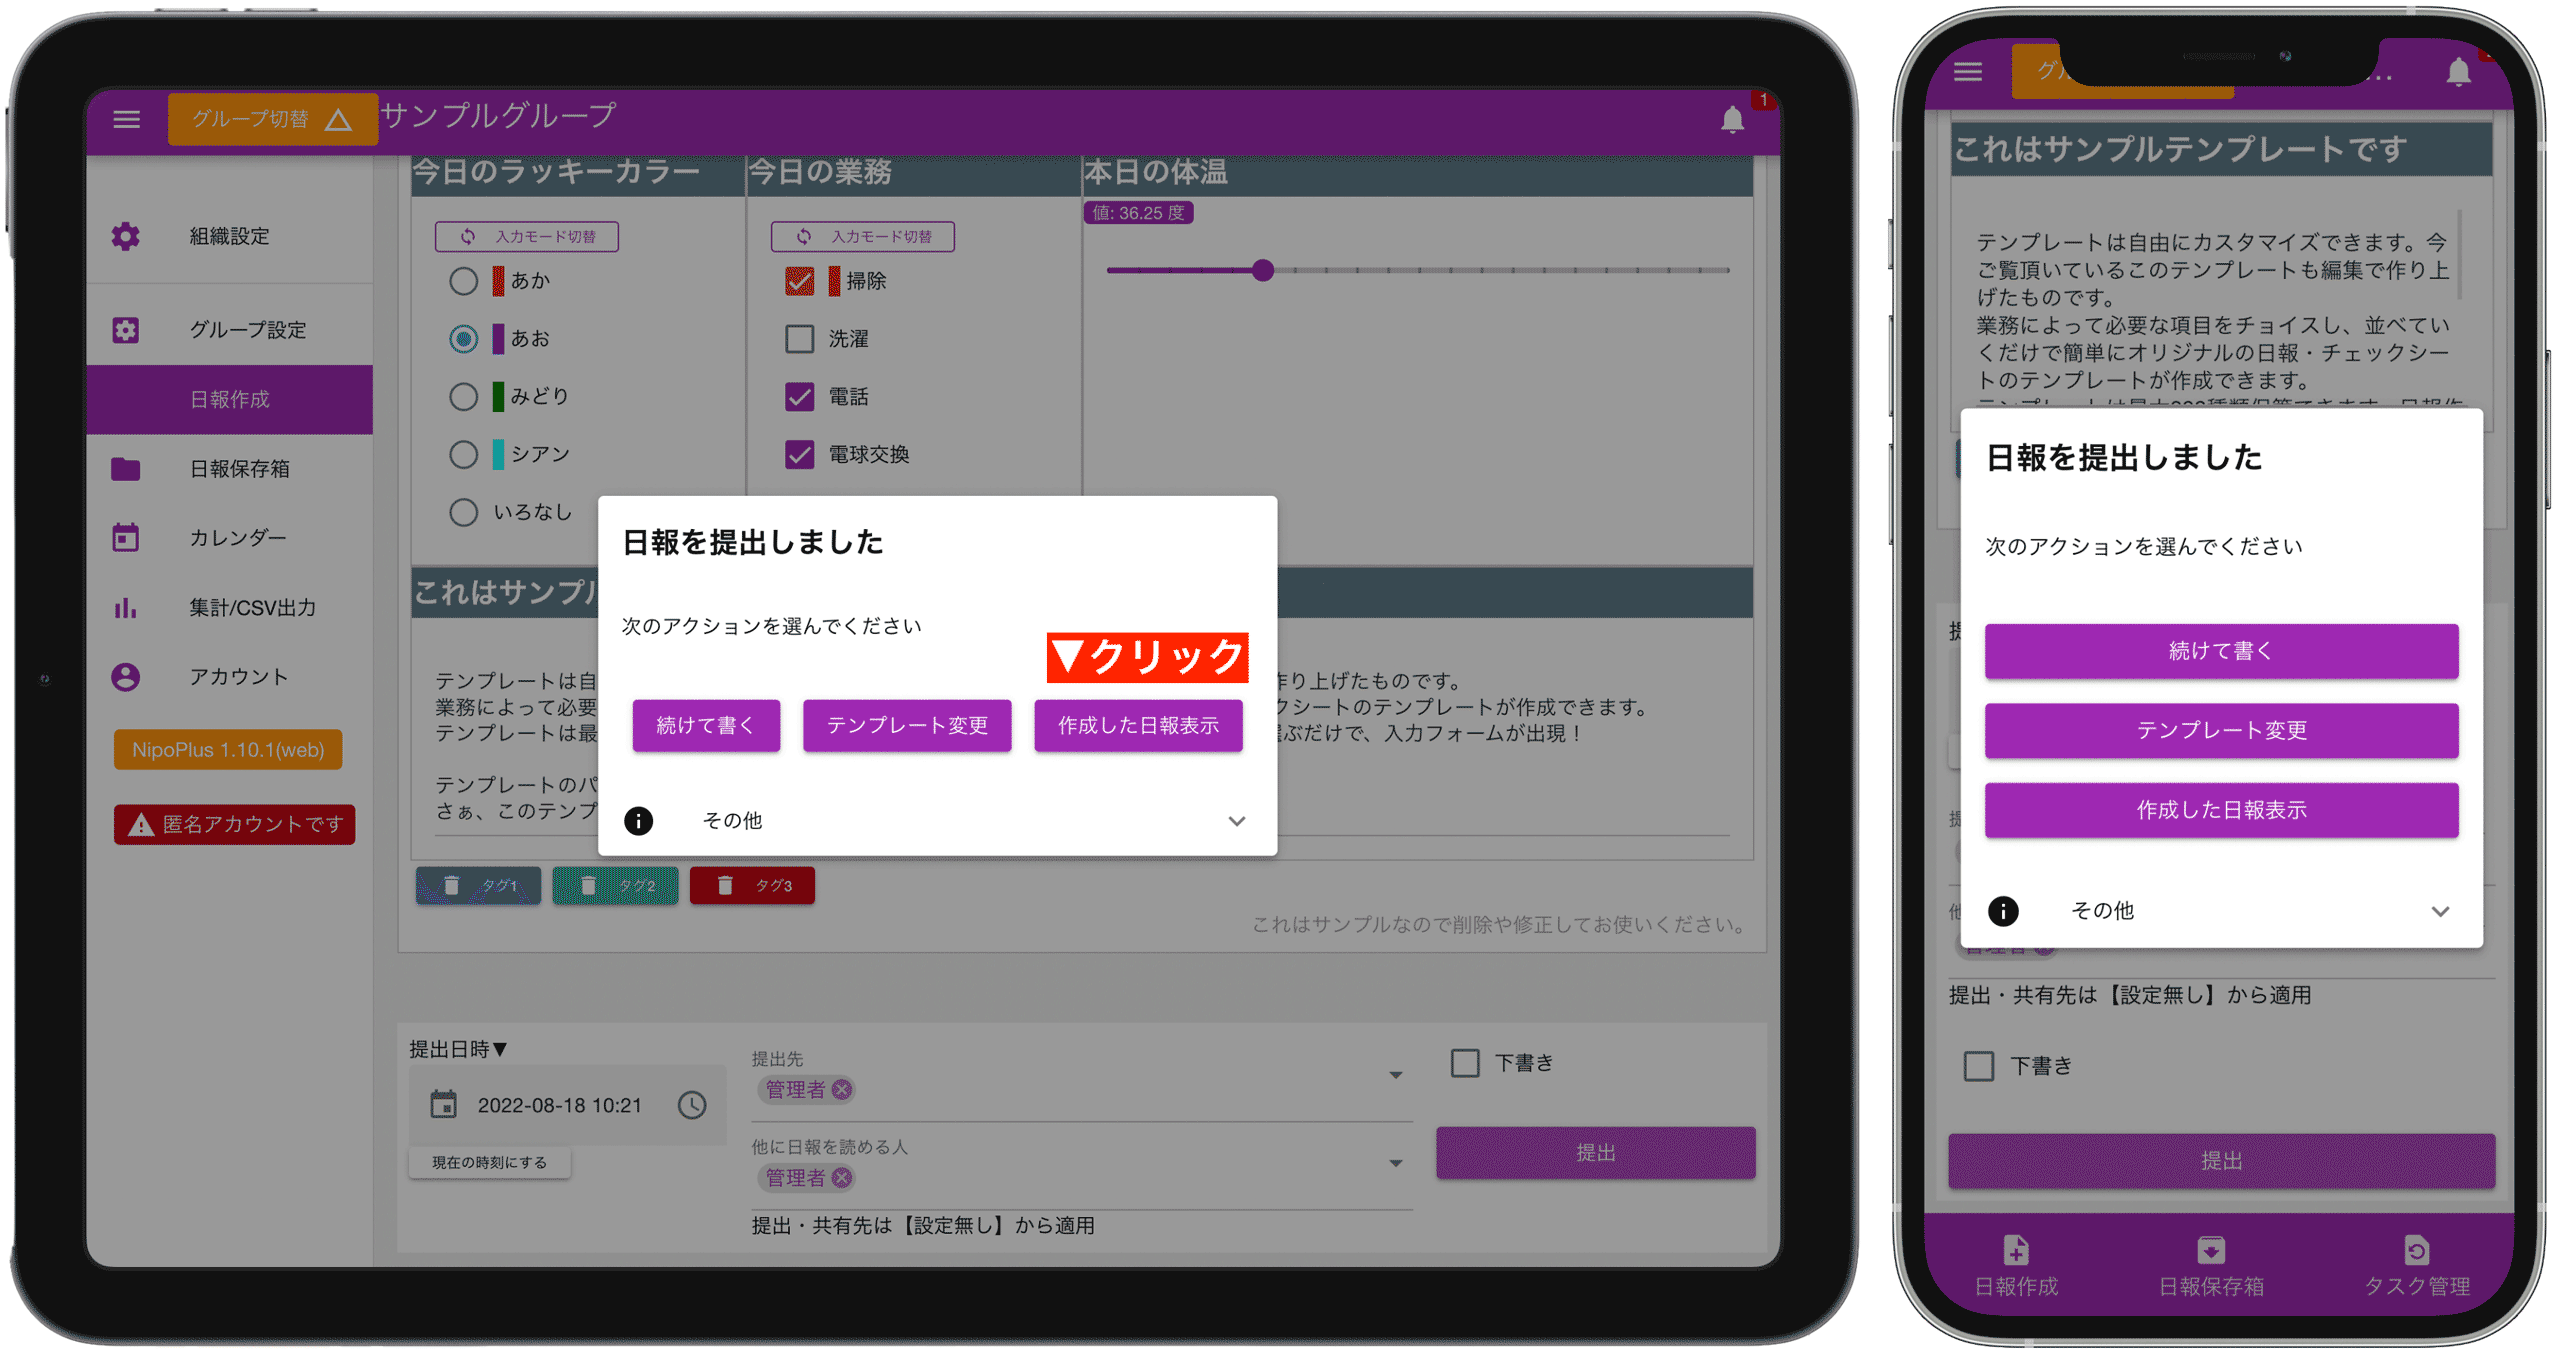 グループ切替
サンプルグループ
1
組織設定
グループ設定
日報作成
日報保存箱
カレンダー
集計/CSV出力
アカウント
NipoPlus 1.10.1(web)
匿名アカウントです
今日のラッキーカラー
今日の業務
本日の体温
入力モード切替
入力モード切替
値: 36.25 度
あか
掃除
あお
洗濯
みどり
電話
シアン
電球交換
いろなし
これはサンプル
テンプレートは自
作り上げたものです。
業務によって必要
クシートのテンプレートが作成できます。
テンプレートは最
選ぶだけで、入力フォームが出現！
テンプレートのパ
さぁ、このテンプ
日報を提出しました
次のアクションを選んでください
▼クリック
続けて書く
テンプレート変更
作成した日報表示
その他
タグ1
タグ2
タグ3
これはサンプルなので削除や修正してお使いください。
提出日時▼
2022-08-18 10:21
現在の時刻にする
提出先
管理者
他に日報を読める人
管理者
提出・共有先は【設定無し】から適用
下書き
提出
グル
...
これはサンプルテンプレートです
テンプレートは自由にカスタマイズできます。今
ご覧頂いているこのテンプレートも編集で作り上
げたものです。
業務によって必要な項目をチョイスし、並べてい
くだけで簡単にオリジナルの日報・チェックシー
トのテンプレートが作成できます。
日報を提出しました
次のアクションを選んでください
続けて書く
テンプレート変更
作成した日報表示
その他
提
提
他
管理者
提出・共有先は【設定無し】から適用
下書き
提出
日報作成
日報保存箱
タスク管理